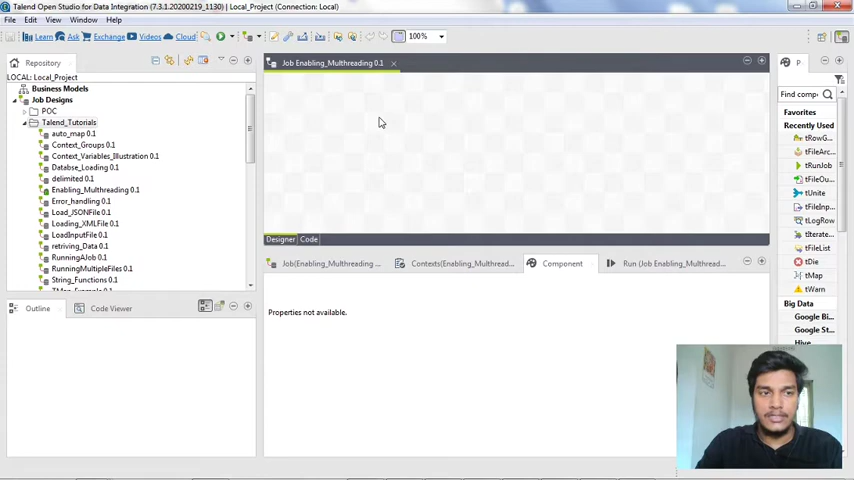 Talend Open Studio for Data Integration (7.3.1.20200219_1130) | Local_Project (Connection: Local)
File Edit View Window Help
Learn Ask Exchange Videos Cloud 100%
Repository
LOCAL: Local_Project
Business Models
Job Designs
POC
Talend_Tutorials
auto_map 0.1
Context_Groups 0.1
Context_Variables_Illustration 0.1
Databse_Loading 0.1
delimited 0.1
Enabling_Multhreading 0.1
Error_handling 0.1
Load_JSONFile 0.1
Loading_XMLFile 0.1
LoadInputFile 0.1
retriving_Data 0.1
RunningAJob 0.1
RunningMultipleFiles 0.1
String_Functions 0.1
TMap_Example 0.1
Outline Code Viewer
Job Enabling_Multhreading 0.1
Designer Code
Job(Enabling_Multhreading ... Contexts(Enabling_Multhread... Component Run (Job Enabling_Multhread...
Properties not available.
P...
Find comp
Favorites
Recently Used
tRowG...
tFileArc...
tRunJob
tFileOu...
tUnite
tFileInp...
tLogRow
tIterate...
tFileList
tDie
tMap
tWarn
Big Data
Google Bi...
Google St...
Hive